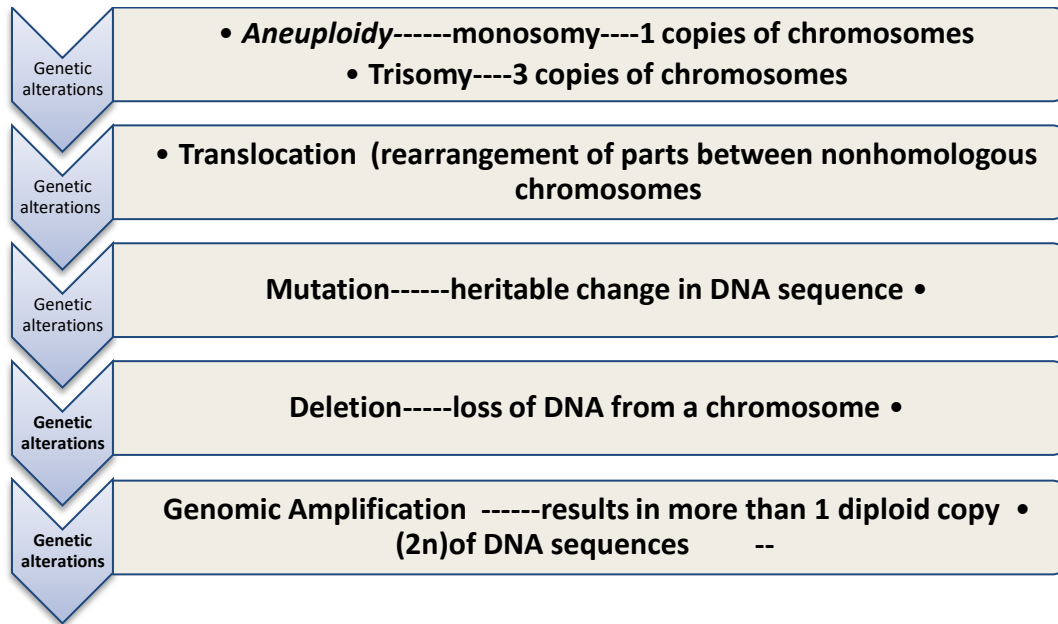 Genetic
alterations
• Aneuploidy------monosomy----1 copies of chromosomes
• Trisomy----3 copies of chromosomes
Genetic
alterations
• Translocation (rearrangement of parts between nonhomologous
chromosomes
Genetic
alterations
Mutation------heritable change in DNA sequence •
Genetic
alterations
Deletion-----loss of DNA from a chromosome •
Genetic
alterations
Genomic Amplification ------results in more than 1 diploid copy •
(2n)of DNA sequences --